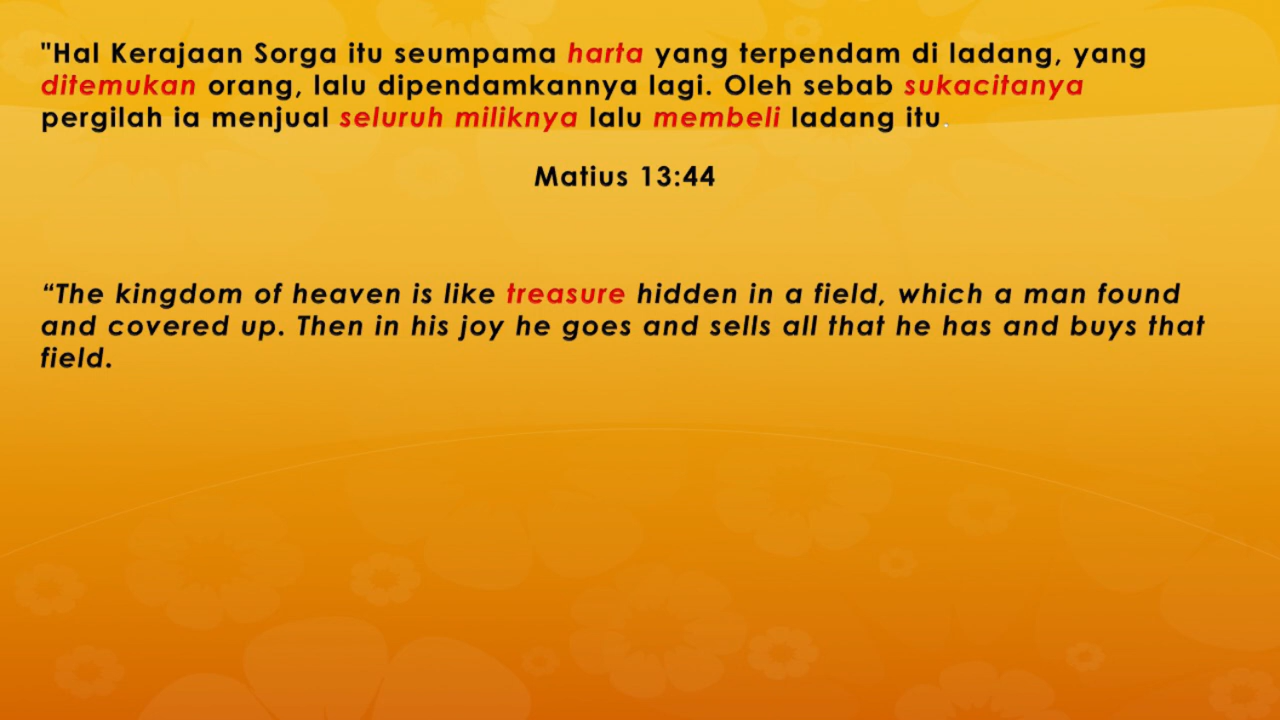 "Hal Kerajaan Sorga itu seumpama harta yang terpendam di ladang, yang
ditemukan orang, lalu dipendamkannya lagi. Oleh sebab sukacitanya
pergilah ia menjual seluruh miliknya lalu membeli ladang itu.
Matius 13:44
“The kingdom of heaven is like treasure hidden in a field, which a man found
and covered up. Then in his joy he goes and sells all that he has and buys that
field.